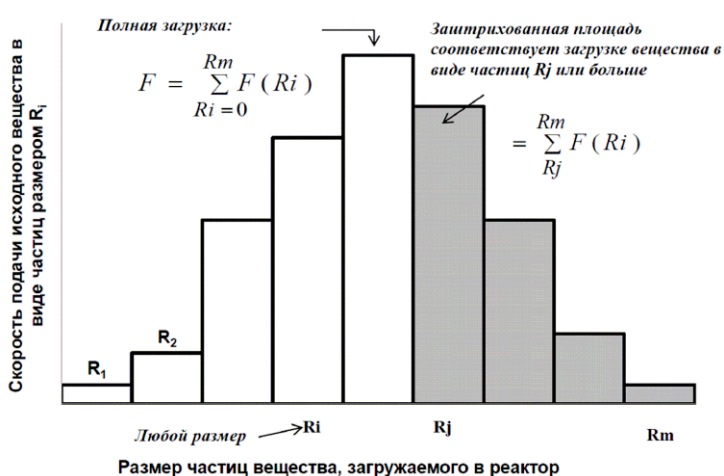 Полная загрузка:
Заштрихованная площадь
соответствует загрузке вещества в
виде частиц Rj или больше
Rm
F = ∑ F(Ri)
Ri=0
Rm
= ∑ F(Ri)
Rj
Скорость подачи исходного вещества в
виде частиц размером Ri
R1
R2
Любой размер
Ri
Rj
Rm
Размер частиц вещества, загружаемого в реактор